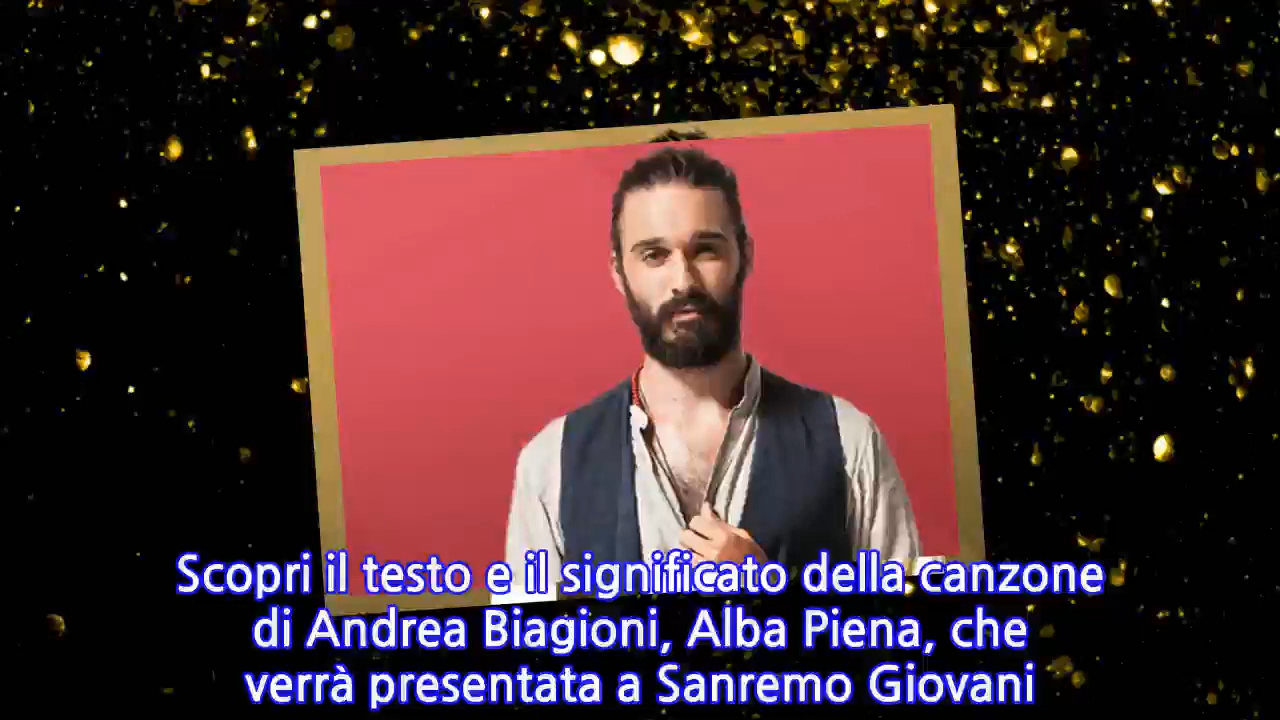 Scopri il testo e il significato della canzone
di Andrea Biagioni, Alba Piena, che
verrà presentata a Sanremo Giovani